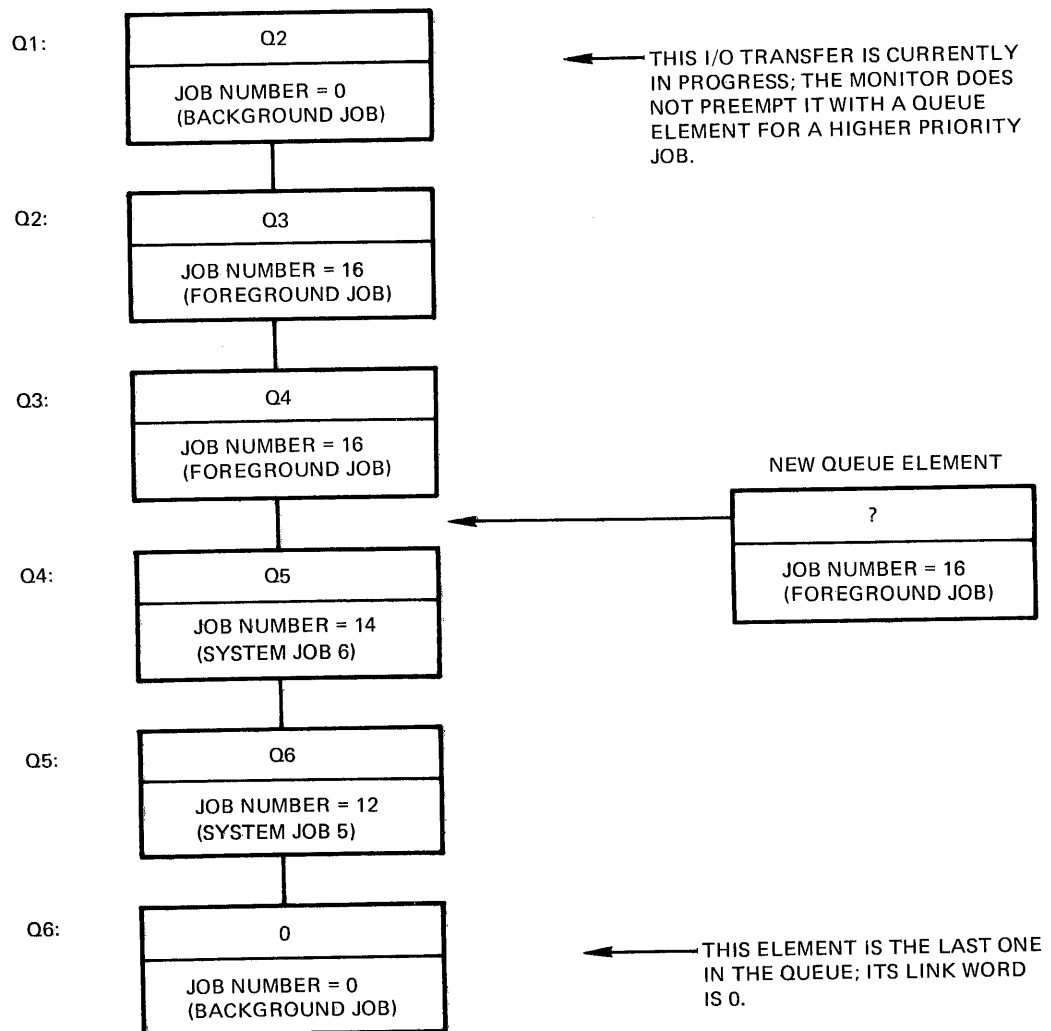 Q1:
Q2
JOB NUMBER = 0
(BACKGROUND JOB)
THIS I/O TRANSFER IS CURRENTLY
IN PROGRESS; THE MONITOR DOES
NOT PREEMPT IT WITH A QUEUE
ELEMENT FOR A HIGHER PRIORITY
JOB.
Q2:
Q3
JOB NUMBER = 16
(FOREGROUND JOB)
Q3:
Q4
JOB NUMBER = 16
(FOREGROUND JOB)
NEW QUEUE ELEMENT
?
JOB NUMBER = 16
(FOREGROUND JOB)
Q4:
Q5
JOB NUMBER = 14
(SYSTEM JOB 6)
Q5:
Q6
JOB NUMBER = 12
(SYSTEM JOB 5)
Q6:
0
JOB NUMBER = 0
(BACKGROUND JOB)
THIS ELEMENT IS THE LAST ONE
IN THE QUEUE; ITS LINK WORD
IS 0.